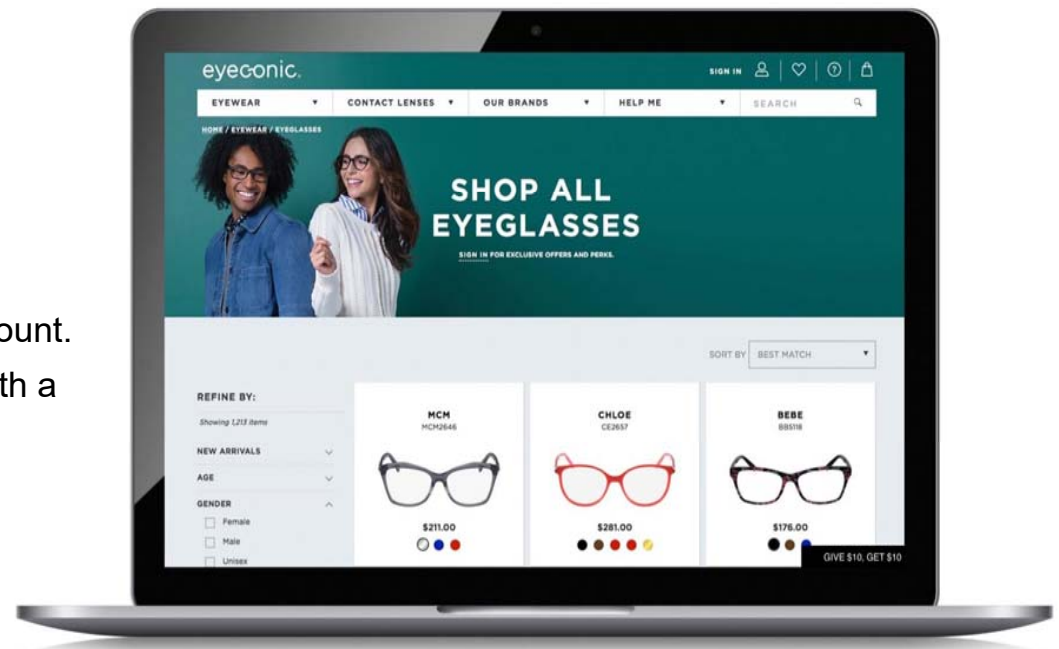 eyeconic.
SIGN IN
EYEWEAR CONTACT LENSES OUR BRANDS HELP ME SEARCH
HOME / EYEWEAR / EYEGLASSES
SHOP ALL
EYEGLASSES
SIGN IN FOR EXCLUSIVE OFFERS AND PERKS.
ount.
th a
SORT BY BEST MATCH
REFINE BY:
Showing 1,213 items
NEW ARRIVALS
AGE
GENDER
Female
Male
Unisex
MCM
MCM2646
$211.00
CHLOE
CE2657
$281.00
BEBE
BB5118
$176.00
GIVE $10, GET $10